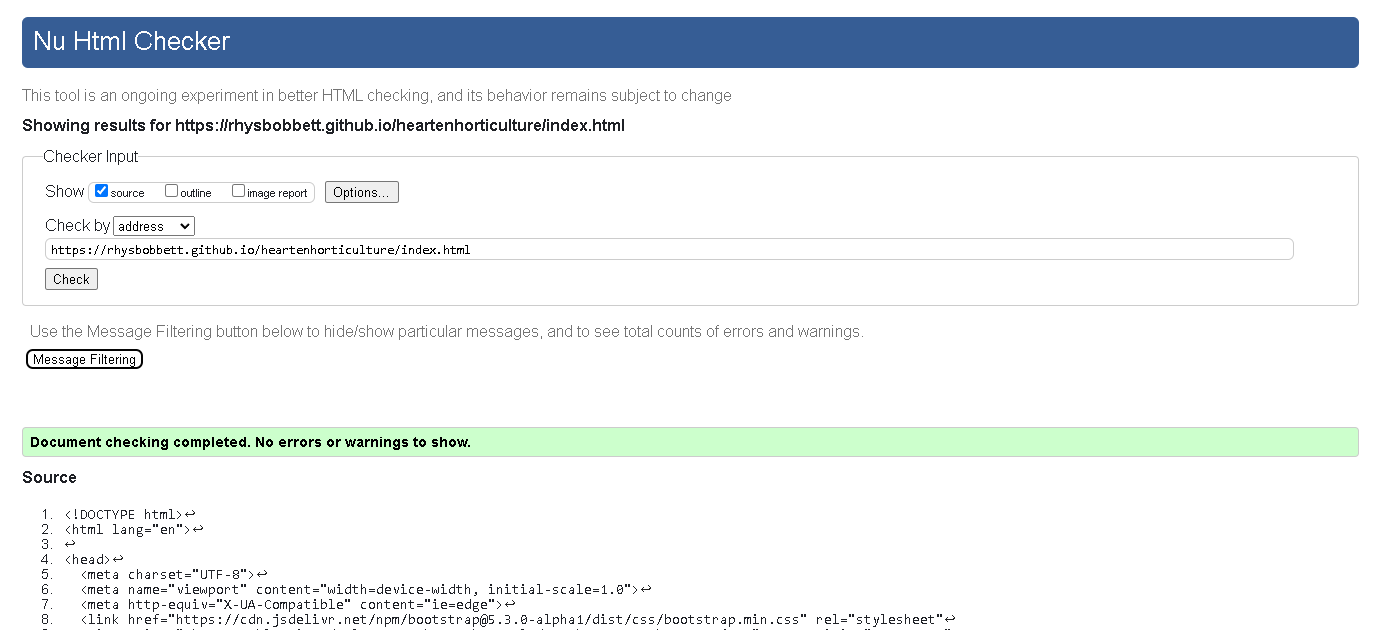 Nu Html Checker
This tool is an ongoing experiment in better HTML checking, and its behavior remains subject to change
Showing results for https://rhysbobbett.github.io/heartenhorticulture/index.html
Checker Input
Show source outline image report Options...
Check by address
https://rhysbobbett.github.io/heartenhorticulture/index.html
Check
Use the Message Filtering button below to hide/show particular messages, and to see total counts of errors and warnings.
Message Filtering
Document checking completed. No errors or warnings to show.
Source
1. <!DOCTYPE html>↩
2. <html lang="en">↩
3. ↩
4. <head>↩
5. <meta charset="UTF-8">↩
6. <meta name="viewport" content="width=device-width, initial-scale=1.0">↩
7. <meta http-equiv="X-UA-Compatible" content="ie=edge">↩
8. <link href="https://cdn.jsdelivr.net/npm/bootstrap@5.3.0-alpha1/dist/css/bootstrap.min.css" rel="stylesheet"↩